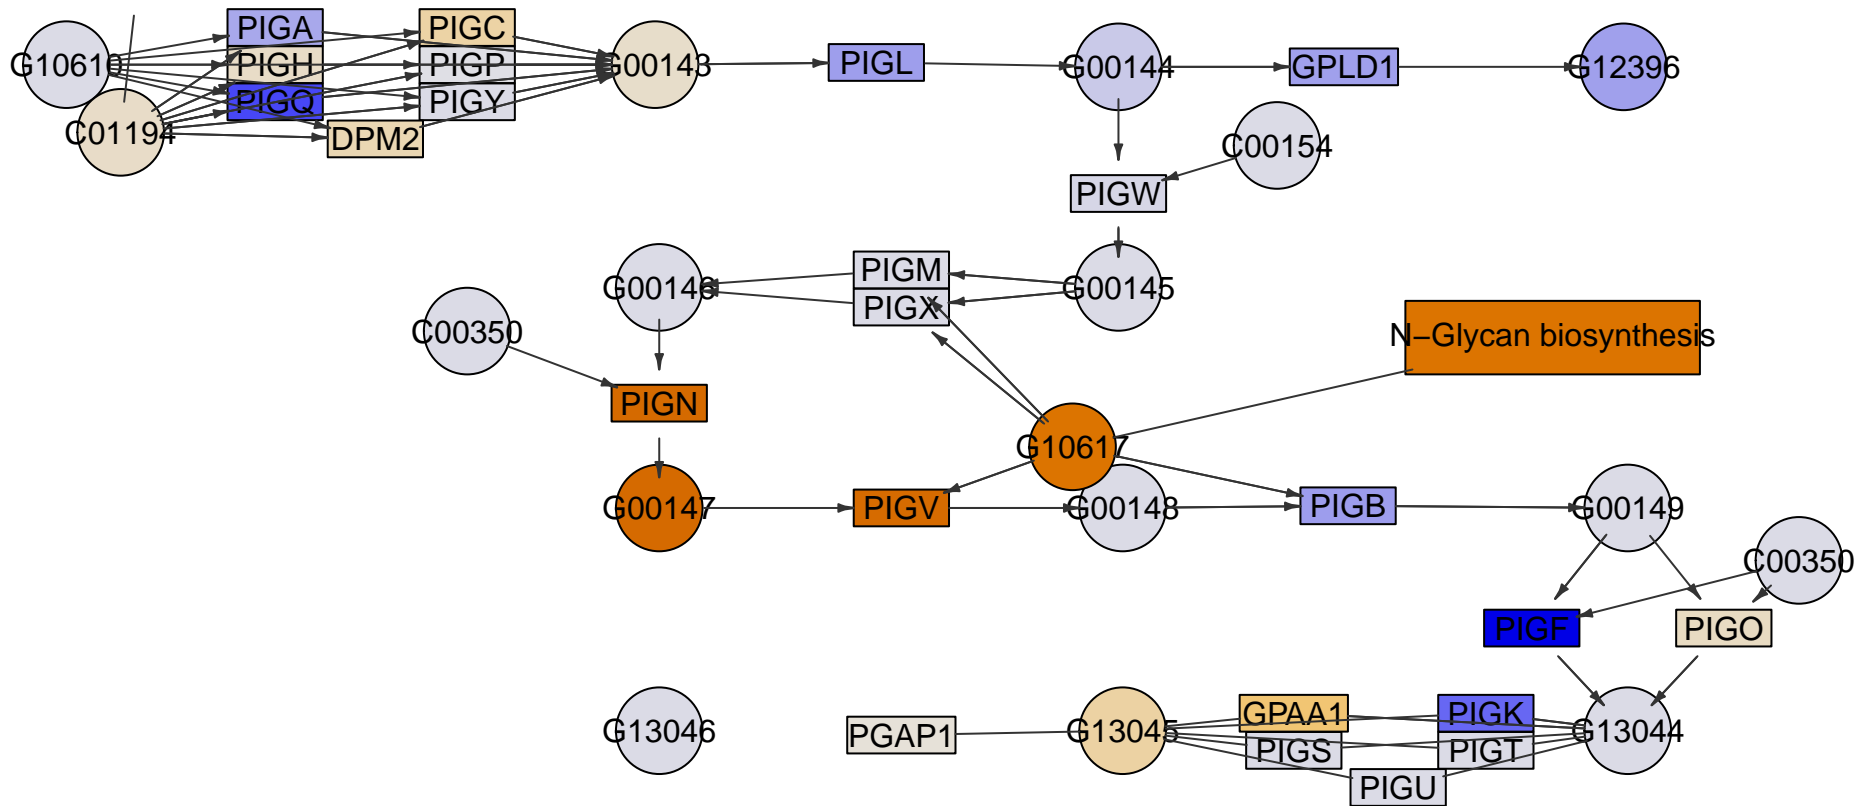 PIGA
PIGC
G10610
PIGH
PIGP
G00143
PIGL
G00144
GPLD1
G12396
PIGQ
PIGY
C01194
DPM2
C00154
PIGW
PIGM
G00146
G00145
PIGX
C00350
N−Glycan biosynthesis
PIGN
G10617
G00147
PIGV
G00148
PIGB
G00149
C00350
PIGF
PIGO
GPAA1
PIGK
G13046
PGAP1
G13045
G13044
PIGS
PIGT
PIGU